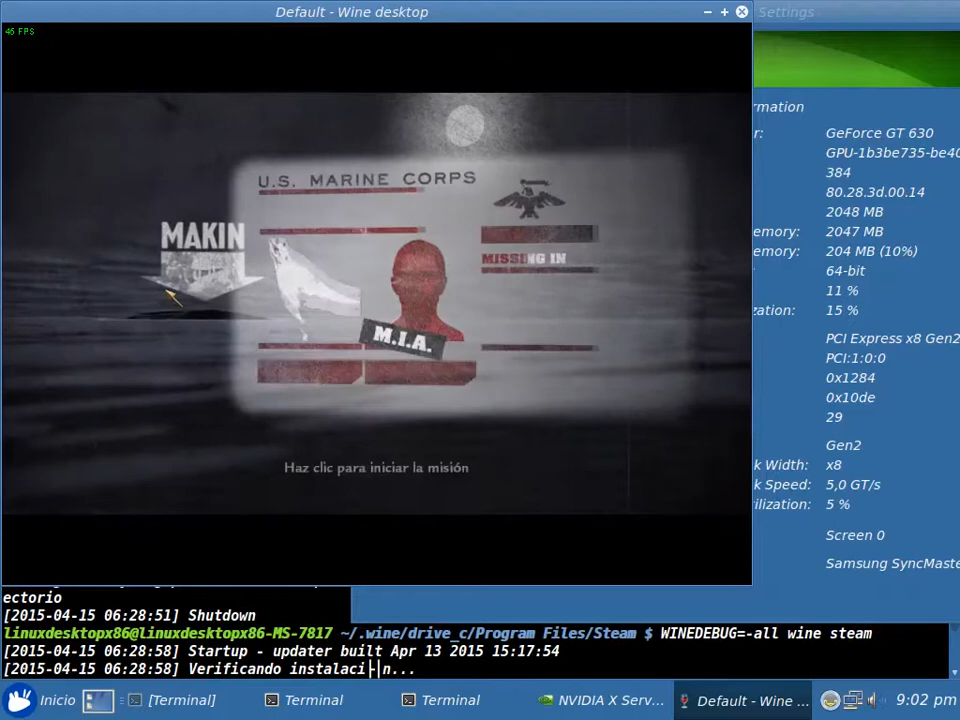 Default - Wine desktop
Settings
46 FPS
U.S. MARINE CORPS
MAKIN
MISSING IN
M.I.A.
Haz clic para iniciar la misión
rmation
r:
GeForce GT 630
GPU-1b3be735-be40
384
80.28.3d.00.14
2048 MB
emory: 2047 MB
emory: 204 MB (10%)
e: 64-bit
11 %
zation: 15 %
PCI Express x8 Gen2
PCI:1:0:0
0x1284
0x10de
29
Gen2
k Width: x8
k Speed: 5,0 GT/s
ilization: 5 %
Screen 0
Samsung SyncMaste
ectorio
[2015-04-15 06:28:51] Shutdown
linuxdesktopx86@linuxdesktopx86-MS-7817 ~/.wine/drive_c/Program Files/Steam $ WINEDEBUG=-all wine steam
[2015-04-15 06:28:58] Startup - updater built Apr 13 2015 15:17:54
[2015-04-15 06:28:58] Verificando instalaci├│n...
Inicio
[Terminal]
Terminal
Terminal
NVIDIA X Serv...
Default - Wine ...
9:02 pm